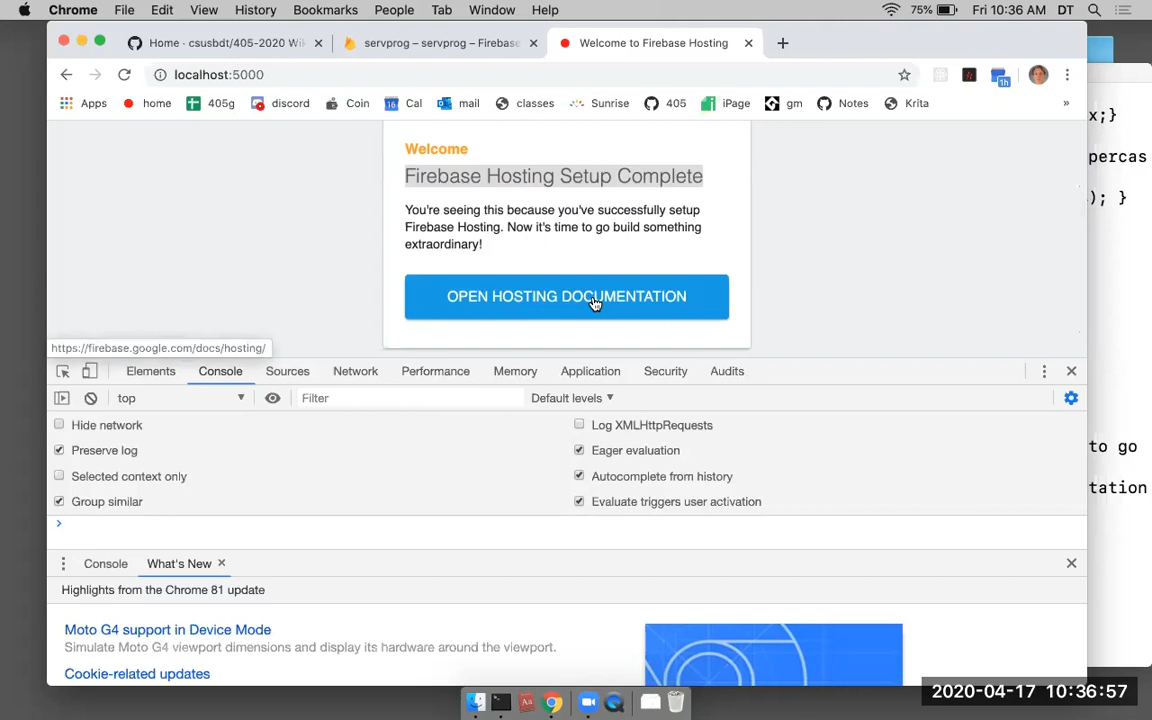 Chrome File Edit View History Bookmarks People Tab Window Help 75% Fri 10:36 AM DT
Home · csusbdt/405-2020 Wik servprog – servprog – Firebase Welcome to Firebase Hosting
localhost:5000
Apps home 405g discord Coin Cal mail classes Sunrise 405 iPage gm Notes Krita »
1h
x;}
Welcome
percas
Firebase Hosting Setup Complete
); }
You're seeing this because you've successfully setup
Firebase Hosting. Now it's time to go build something
extraordinary!
OPEN HOSTING DOCUMENTATION
https://firebase.google.com/docs/hosting/
Elements Console Sources Network Performance Memory Application Security Audits
top Filter Default levels
Hide network Log XMLHttpRequests
Preserve log Eager evaluation
to go
Selected context only Autocomplete from history
tation
Group similar Evaluate triggers user activation
Console What's New
Highlights from the Chrome 81 update
Moto G4 support in Device Mode
Simulate Moto G4 viewport dimensions and display its hardware around the viewport.
Cookie-related updates
2020-04-17 10:36:57